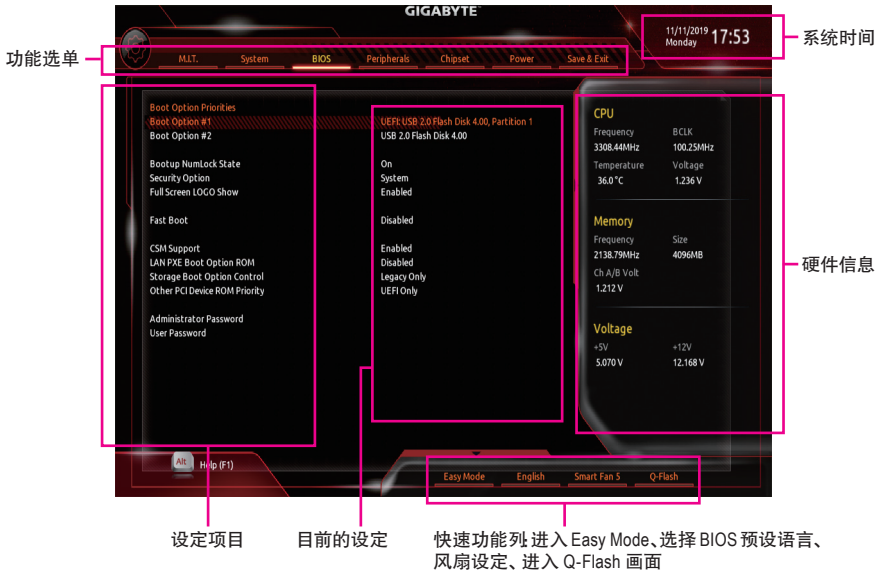 GIGABYTE
11/11/2019 17:53
Monday
系统时间
功能选单
M.I.T. System BIOS Peripherals Chipset Power Save & Exit
Boot Option Priorities
Boot Option #1 UEFI: USB 2.0 Flash Disk 4.00, Partition 1
Boot Option #2 USB 2.0 Flash Disk 4.00
Bootup NumLock State On
Security Option System
Full Screen LOGO Show Enabled
Fast Boot Disabled
CSM Support Enabled
LAN PXE Boot Option ROM Disabled
Storage Boot Option Control Legacy Only
Other PCI Device ROM Priority UEFI Only
Administrator Password
User Password
CPU
Frequency BCLK
3308.44MHz 100.25MHz
Temperature Voltage
36.0 °C 1.236 V
Memory
Frequency Size
2138.79MHz 4096MB
Ch A/B Volt
1.212 V
Voltage
+5V +12V
5.070 V 12.168 V
硬件信息
Alt Help (F1)
Easy Mode English Smart Fan 5 Q-Flash
设定项目
目前的设定
快速功能列:进入 Easy Mode、选择 BIOS 预设语言、
风扇设定、进入 Q-Flash 画面